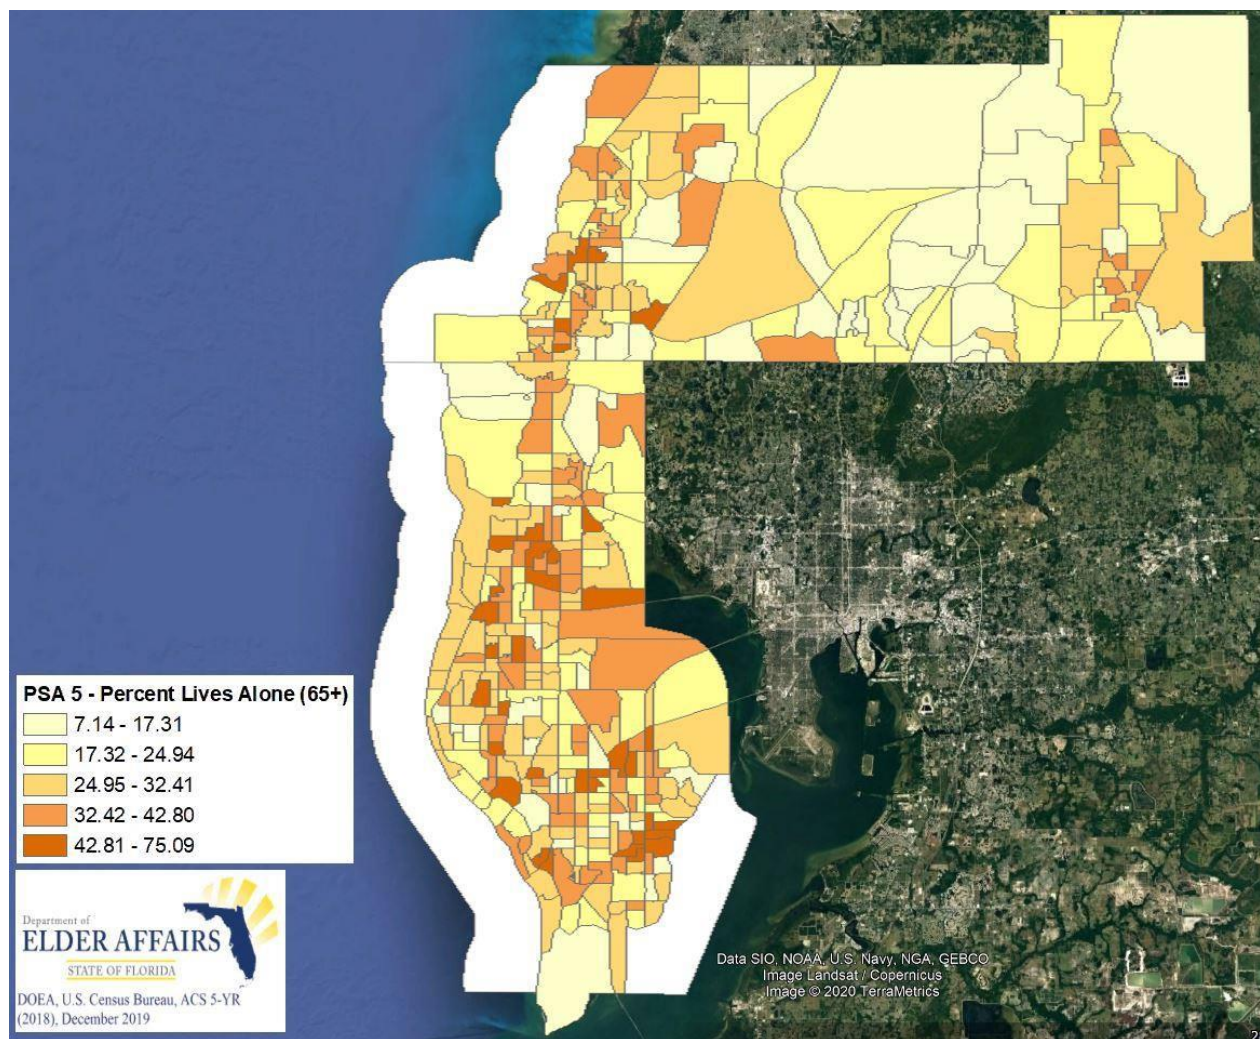 PSA 5 - Percent Lives Alone (65+)
7.14 - 17.31
17.32 - 24.94
24.95 - 32.41
32.42 - 42.80
42.81 - 75.09
Department of
ELDER AFFAIRS
STATE OF FLORIDA
DOEA, U.S. Census Bureau, ACS 5-YR
(2018), December 2019
Data SIO, NOAA, U.S. Navy, NGA, GEBCO
Image Landsat / Copernicus
Image © 2020 TerraMetrics
2